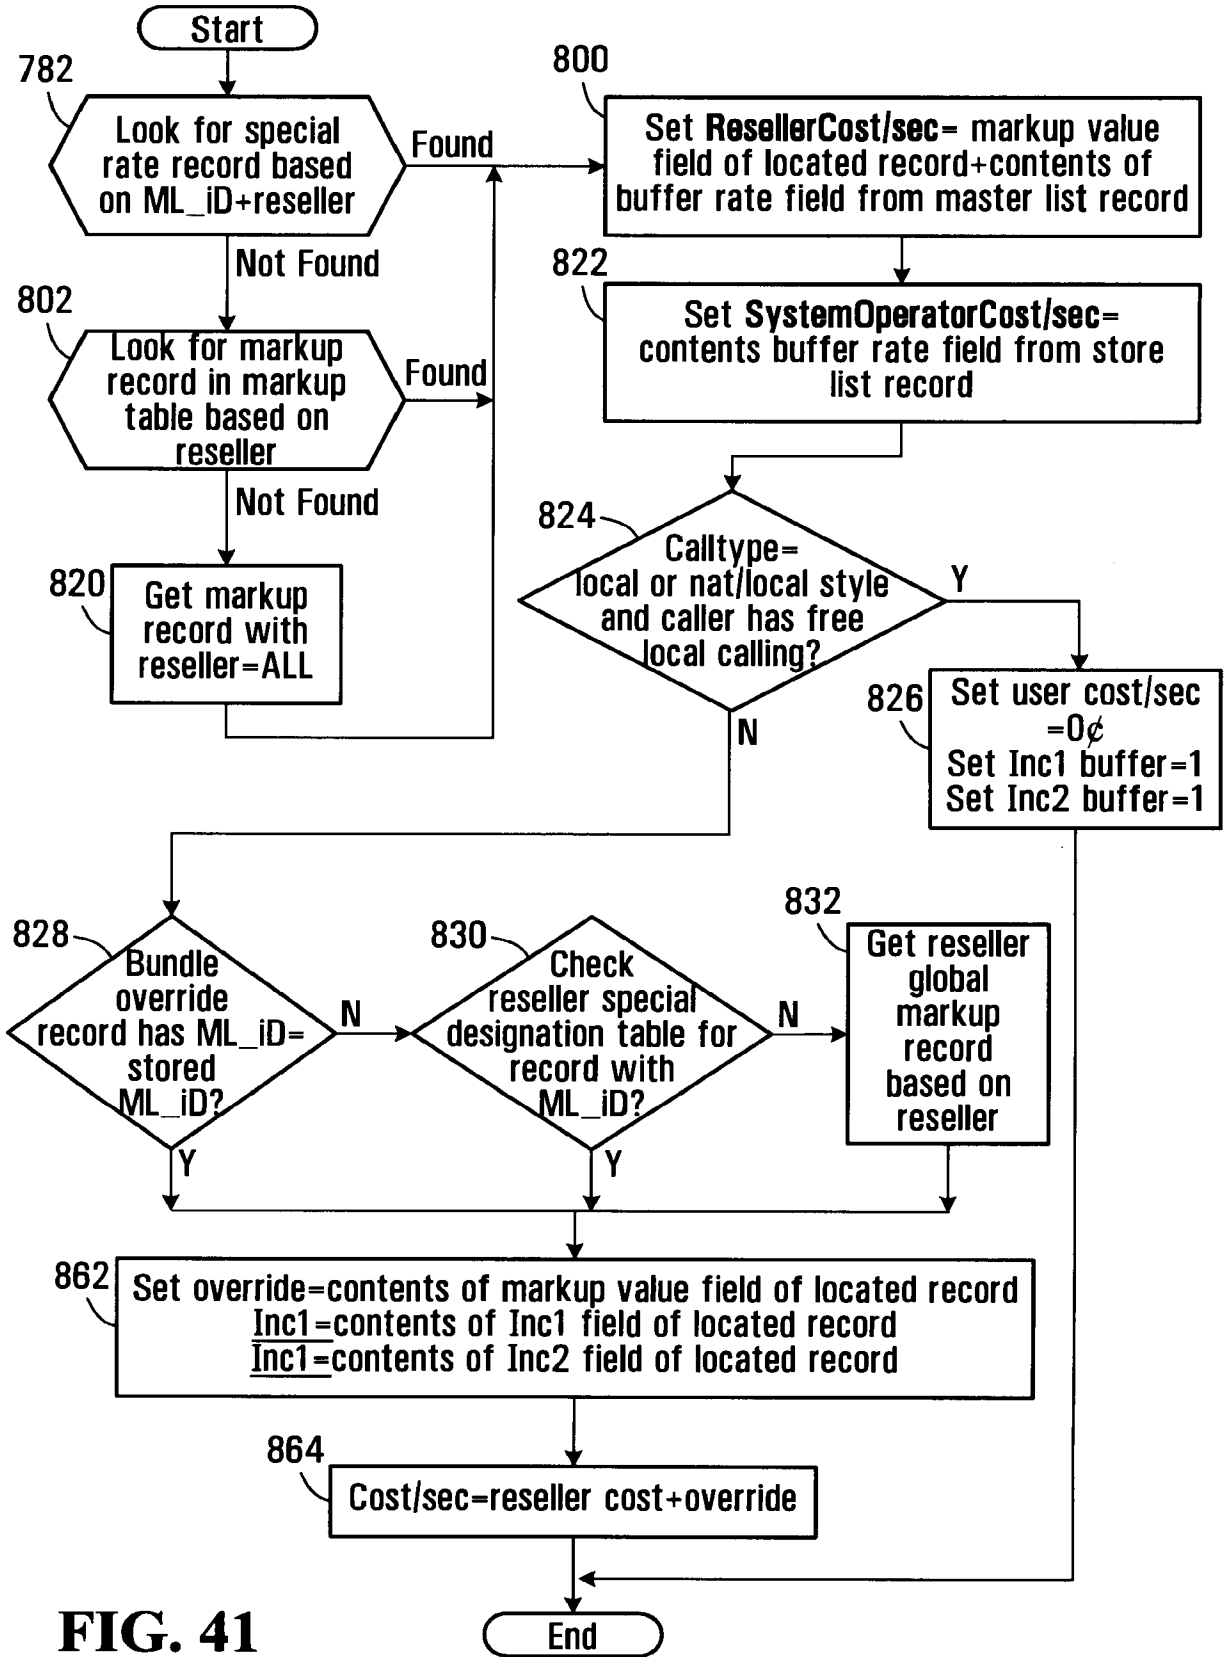 Start
782
Look for special
rate record based
on ML_iD+reseller
Found
Not Found
802
Look for markup
record in markup
table based on
reseller
Found
Not Found
820
Get markup
record with
reseller=ALL
800
Set ResellerCost/sec= markup value
field of located record+contents of
buffer rate field from master list record
822
Set SystemOperatorCost/sec=
contents buffer rate field from store
list record
824
Calltype=
local or nat/local style
and caller has free
local calling?
Y
N
826
Set user cost/sec
=0¢
Set Inc1 buffer=1
Set Inc2 buffer=1
828
Bundle
override
record has ML_iD=
stored
ML_iD?
N
Y
830
Check
reseller special
designation table for
record with
ML_iD?
N
Y
832
Get reseller
global
markup
record
based on
reseller
862
Set override=contents of markup value field of located record
Inc1=contents of Inc1 field of located record
Inc1=contents of Inc2 field of located record
864
Cost/sec=reseller cost+override
End
FIG. 41